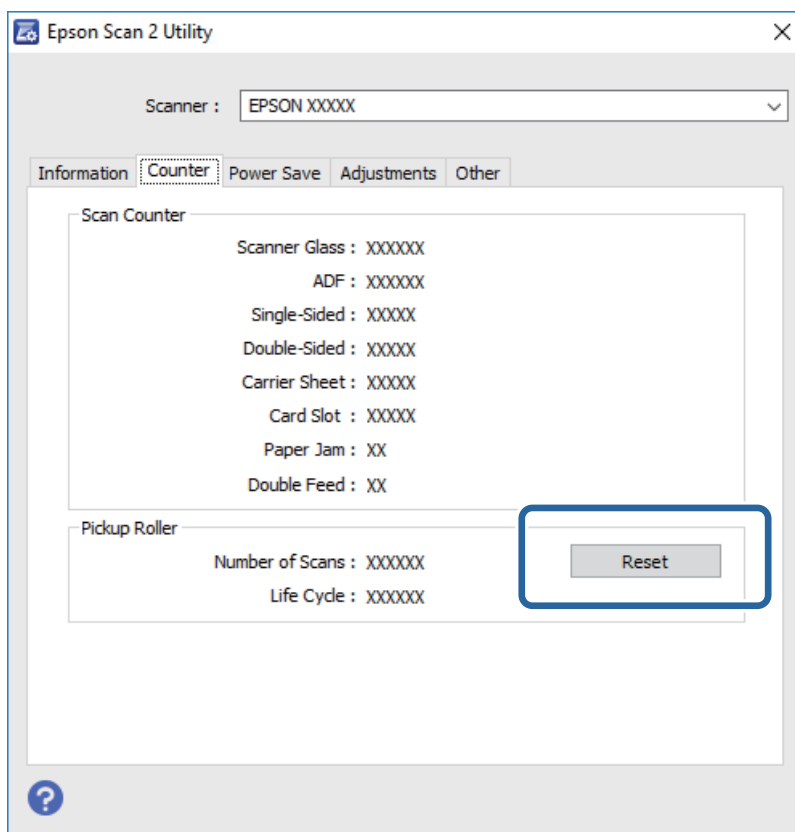 Epson Scan 2 Utility
Scanner : EPSON XXXXX
Information Counter Power Save Adjustments Other
Scan Counter
Scanner Glass : XXXXXX
ADF : XXXXXX
Single-Sided : XXXXX
Double-Sided : XXXXX
Carrier Sheet : XXXXX
Card Slot : XXXXX
Paper Jam : XX
Double Feed : XX
Pickup Roller
Number of Scans : XXXXXX Reset
Life Cycle : XXXXXX
?